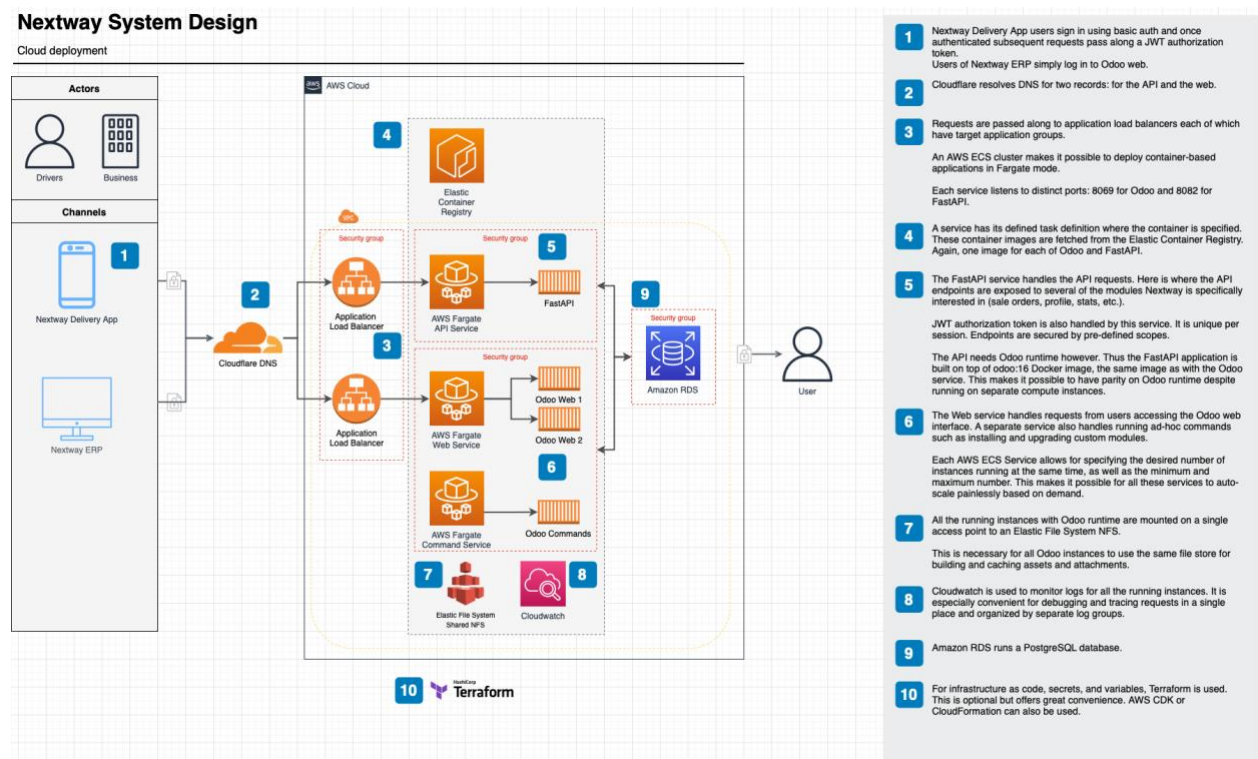 Nextway System Design
Cloud deployment
Actors
Drivers
Business
Channels
1
Nextway Delivery App
Nextway ERP
2
Cloudflare DNS
aws
AWS Cloud
4
Elastic
Container
Registry
VPC
Security group
Application
Load Balancer
3
Application
Load Balancer
Security group
5
AWS Fargate
API Service
FastAPI
Security group
AWS Fargate
Web Service
Odoo Web 1
Odoo Web 2
6
AWS Fargate
Command Service
Odoo Commands
7
Elastic File System
Shared NFS
8
Cloudwatch
9
Security group
Amazon RDS
User
10
HashiCorp
Terraform
1
Nextway Delivery App users sign in using basic auth and once
authenticated subsequent requests pass along a JWT authorization
token.
Users of Nextway ERP simply log in to Odoo web.
2
Cloudflare resolves DNS for two records: for the API and the web.
3
Requests are passed along to application load balancers each of which
have target application groups.
An AWS ECS cluster makes it possible to deploy container-based
applications in Fargate mode.
Each service listens to distinct ports: 8069 for Odoo and 8082 for
FastAPI.
4
A service has its defined task definition where the container is specified.
These container images are fetched from the Elastic Container Registry.
Again, one image for each of Odoo and FastAPI.
5
The FastAPI service handles the API requests. Here is where the API
endpoints are exposed to several of the modules Nextway is specifically
interested in (sale orders, profile, stats, etc.).
JWT authorization token is also handled by this service. It is unique per
session. Endpoints are secured by pre-defined scopes.
The API needs Odoo runtime however. Thus the FastAPI application is
built on top of odoo:16 Docker image, the same image as with the Odoo
service. This makes it possible to have parity on Odoo runtime despite
running on separate compute instances.
6
The Web service handles requests from users accessing the Odoo web
interface. A separate service also handles running ad-hoc commands
such as installing and upgrading custom modules.
Each AWS ECS Service allows for specifying the desired number of
instances running at the same time, as well as the minimum and
maximum number. This makes it possible for all these services to auto-
scale painlessly based on demand.
7
All the running instances with Odoo runtime are mounted on a single
access point to an Elastic File System NFS.
This is necessary for all Odoo instances to use the same file store for
building and caching assets and attachments.
8
Cloudwatch is used to monitor logs for all the running instances. It is
especially convenient for debugging and tracing requests in a single
place and organized by separate log groups.
9
Amazon RDS runs a PostgreSQL database.
10
For infrastructure as code, secrets, and variables, Terraform is used.
This is optional but offers great convenience. AWS CDK or
CloudFormation can also be used.